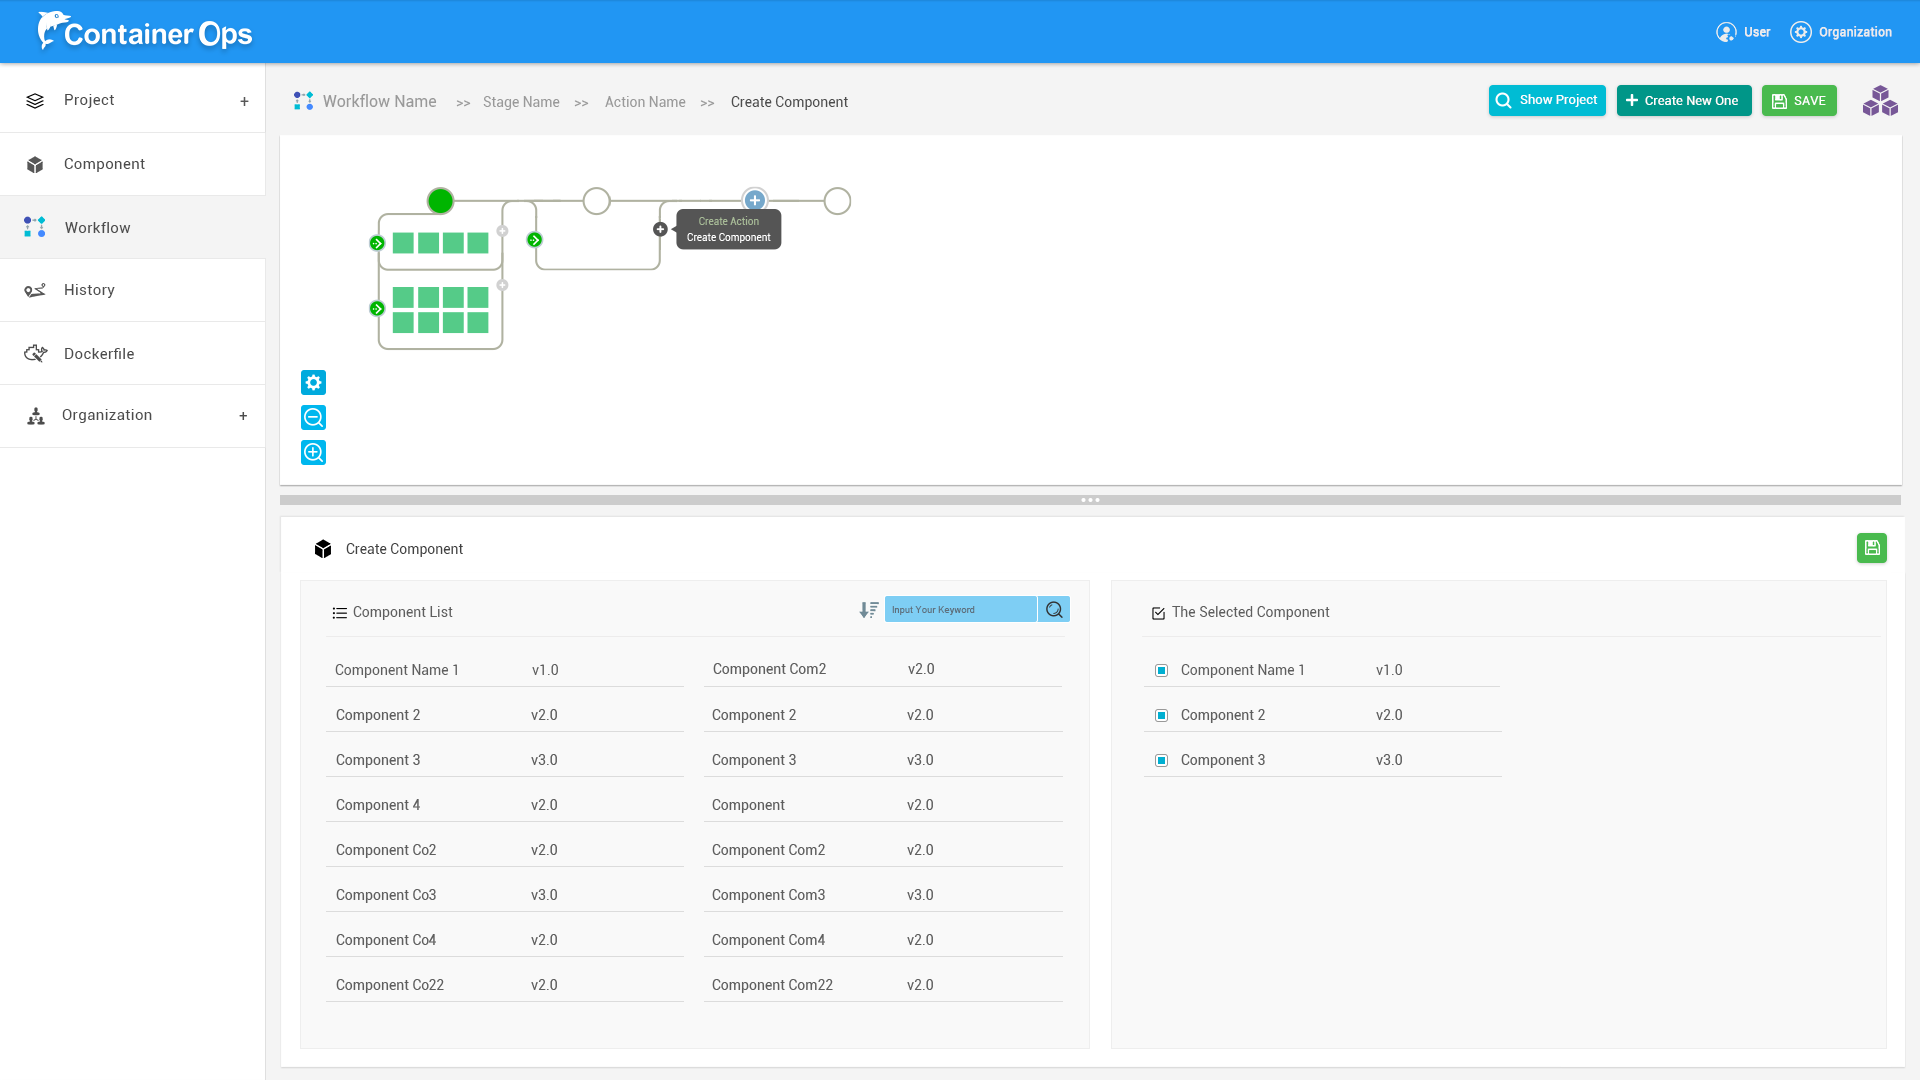 Container Ops
User
Organization
Project +
Component
Workflow
History
Dockerfile
Organization +
Workflow Name >> Stage Name >> Action Name >> Create Component
Show Project
+ Create New One
SAVE
Create Action
Create Component
Create Component
Component List
Input Your Keyword
Component Name 1 v1.0 Component Com2 v2.0
Component 2 v2.0 Component 2 v2.0
Component 3 v3.0 Component 3 v3.0
Component 4 v2.0 Component v2.0
Component Co2 v2.0 Component Com2 v2.0
Component Co3 v3.0 Component Com3 v3.0
Component Co4 v2.0 Component Com4 v2.0
Component Co22 v2.0 Component Com22 v2.0
The Selected Component
Component Name 1 v1.0
Component 2 v2.0
Component 3 v3.0